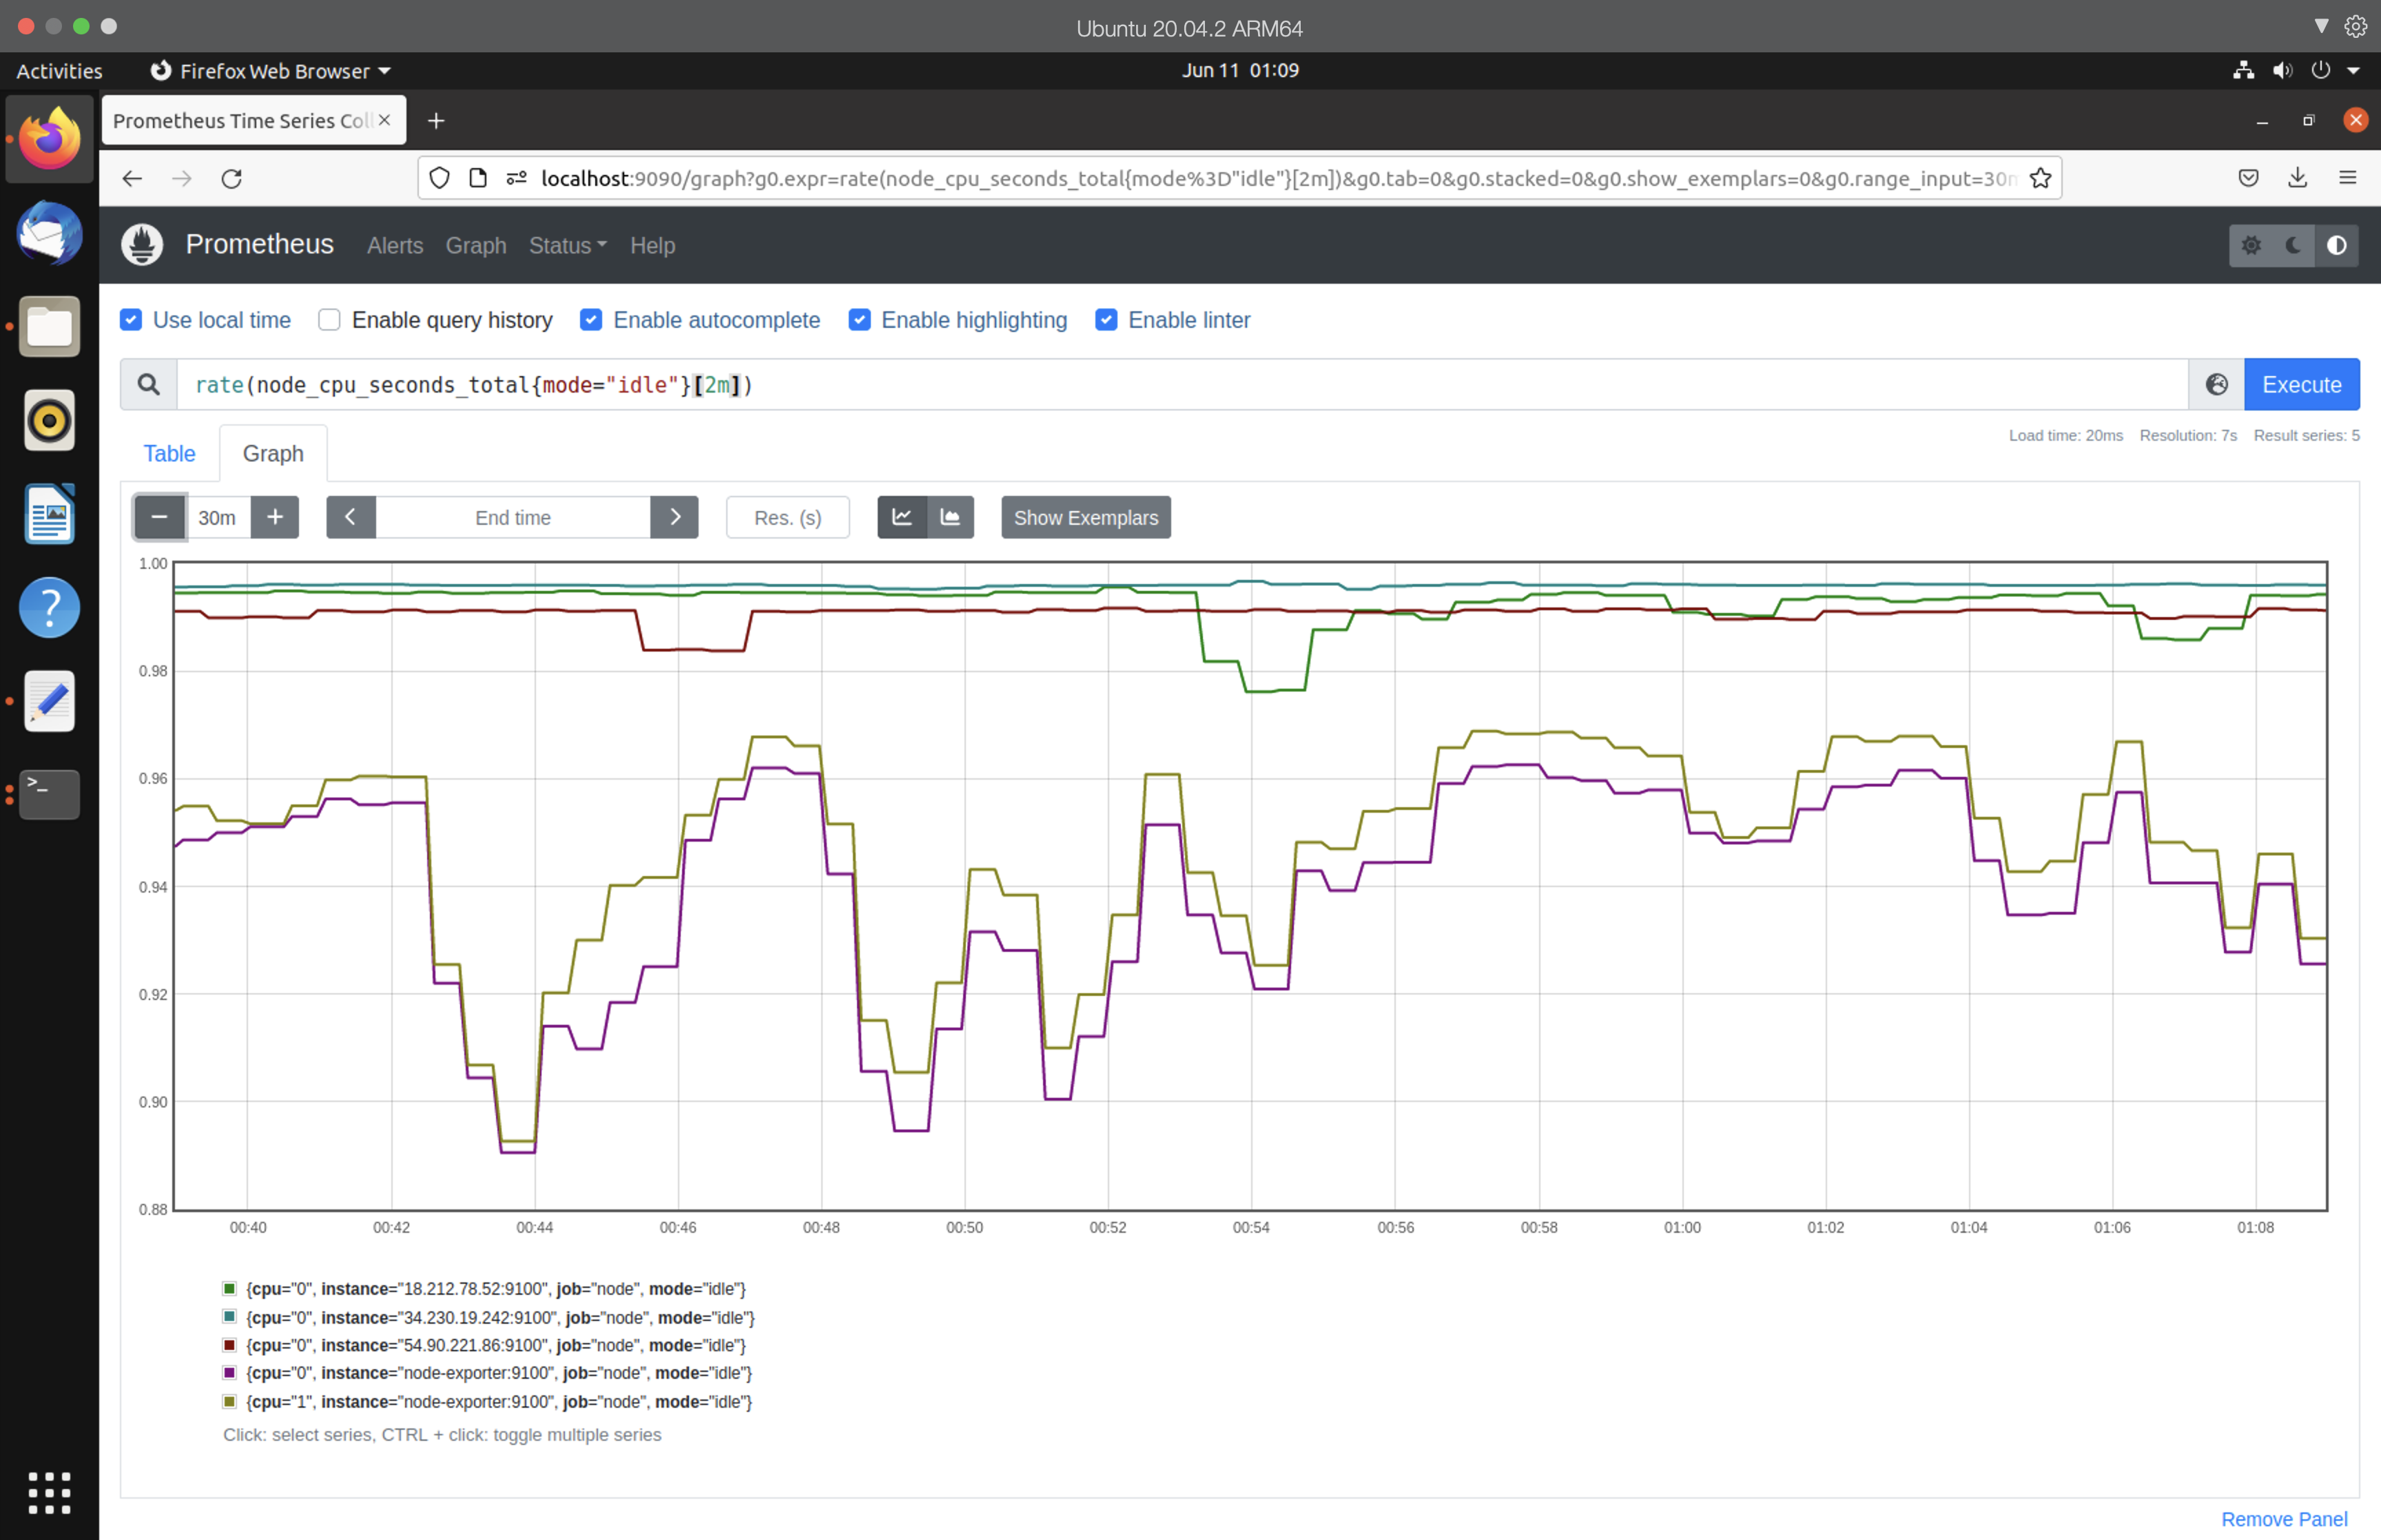 Ubuntu 20.04.2 ARM64
Activities Firefox Web Browser Jun 11 01:09
Prometheus Time Series Coll
localhost:9090/graph?g0.expr=rate(node_cpu_seconds_total{mode%3D"idle"}[2m])&g0.tab=0&g0.stacked=0&g0.show_exemplars=0&g0.range_input=30m
Prometheus Alerts Graph Status Help
Use local time Enable query history Enable autocomplete Enable highlighting Enable linter
rate(node_cpu_seconds_total{mode="idle"}[2m]) Execute
Load time: 20ms Resolution: 7s Result series: 5
Table Graph
− 30m + End time Res. (s) Show Exemplars
1.00
0.98
0.96
0.94
0.92
0.90
0.88
00:40 00:42 00:44 00:46 00:48 00:50 00:52 00:54 00:56 00:58 01:00 01:02 01:04 01:06 01:08
{cpu="0", instance="18.212.78.52:9100", job="node", mode="idle"}
{cpu="0", instance="34.230.19.242:9100", job="node", mode="idle"}
{cpu="0", instance="54.90.221.86:9100", job="node", mode="idle"}
{cpu="0", instance="node-exporter:9100", job="node", mode="idle"}
{cpu="1", instance="node-exporter:9100", job="node", mode="idle"}
Click: select series, CTRL + click: toggle multiple series
Remove Panel